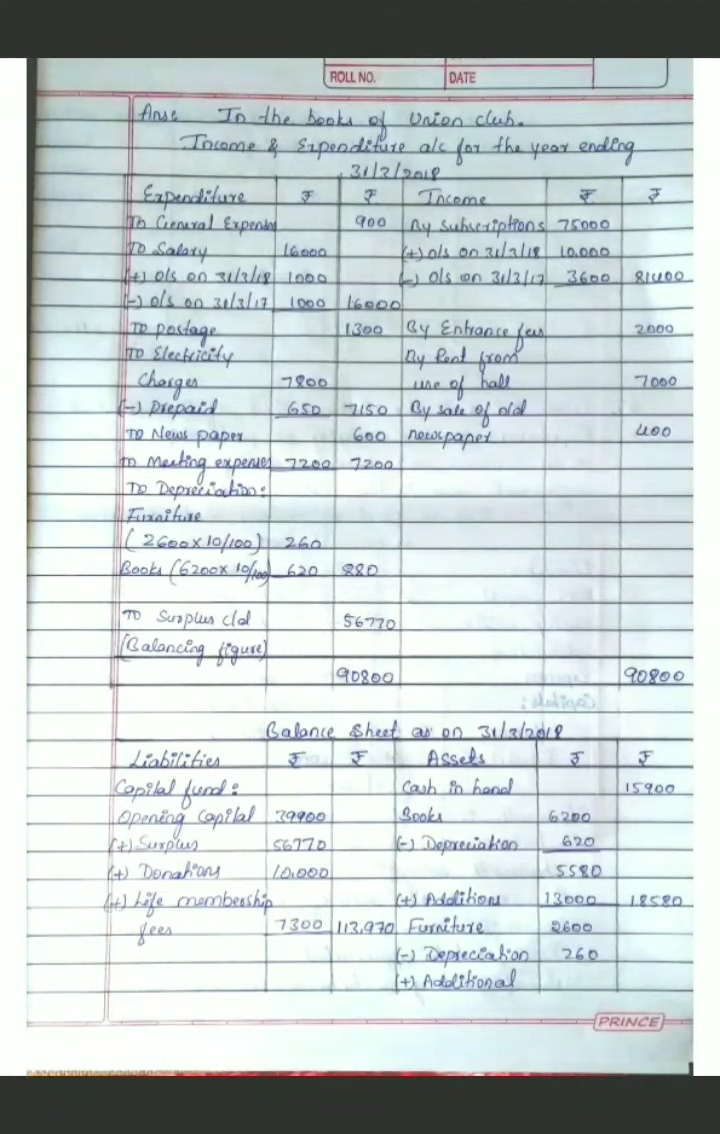 ROLL NO. DATE
Ans: In the books of Union club.
Income & Expenditure a/c for the year ending
31/3/2018
Expenditure ₹ ₹ Income ₹ ₹
To General Expenses 900 By Subscriptions 75000
To Salary 16000 (+) o/s on 31/3/18 10,000
(+) o/s on 31/3/18 1000 (-) o/s on 31/3/17 3600 81400
(-) o/s on 31/3/17 1000 16000
To postage 1300 By Entrance fees 2000
To Electricity By Rent from
Charges 7800 use of hall 7000
(-) Prepaid 650 7150 By sale of old
To News paper 600 newspaper 400
To Meeting expenses 7200 7200
To Depreciation:
Furniture
(2600x10/100) 260
Books (6200x10/100) 620 880
To Surplus c/d 56770
(Balancing figure)
90800 90800
Balance Sheet as on 31/3/2018
Liabilities ₹ ₹ Assets ₹ ₹
Capital fund: Cash in hand 15900
Opening Capital 39900 Books 6200
(+) Surplus 56770 (-) Depreciation 620
(+) Donations 10,000 5580
(+) Life membership (+) Additions 13000 18580
fees 7300 113,970 Furniture 2600
(-) Depreciation 260
(+) Additional
PRINCE